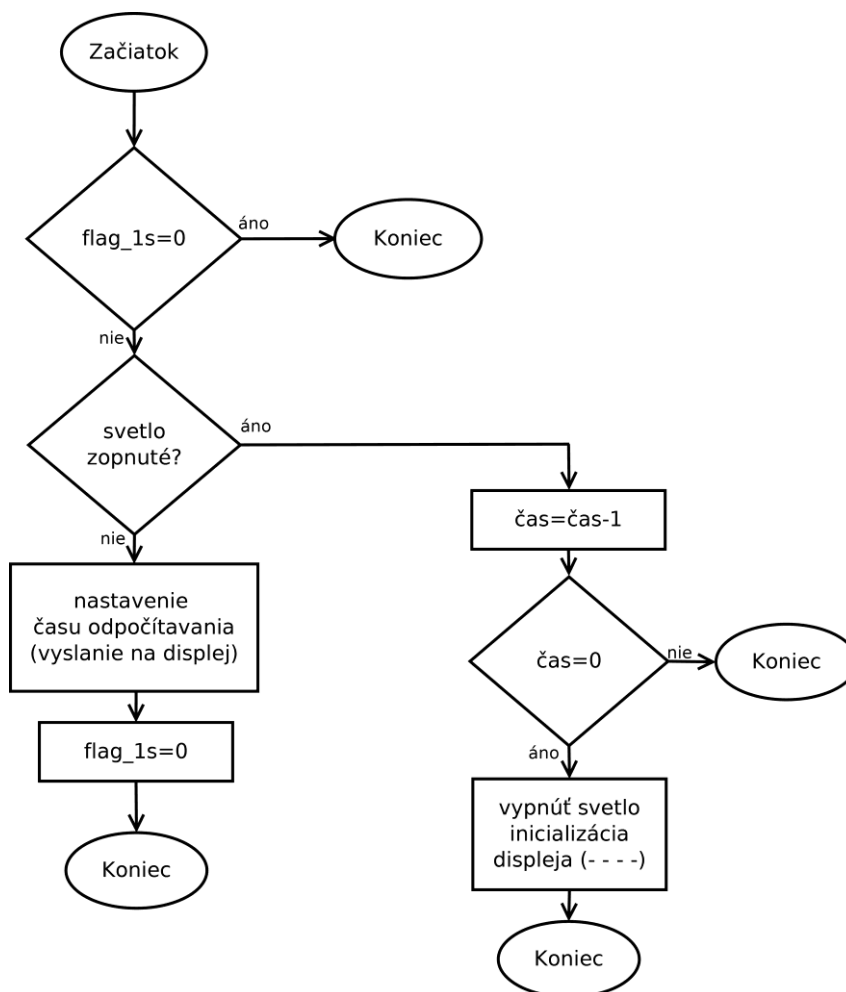 Začiatok
flag_1s=0
áno
Koniec
nie
svetlo
zopnuté?
áno
nie
nastavenie
času odpočítavania
(vyslanie na displej)
flag_1s=0
Koniec
čas=čas-1
čas=0
nie
Koniec
áno
vypnúť svetlo
inicializácia
displeja (- - - -)
Koniec